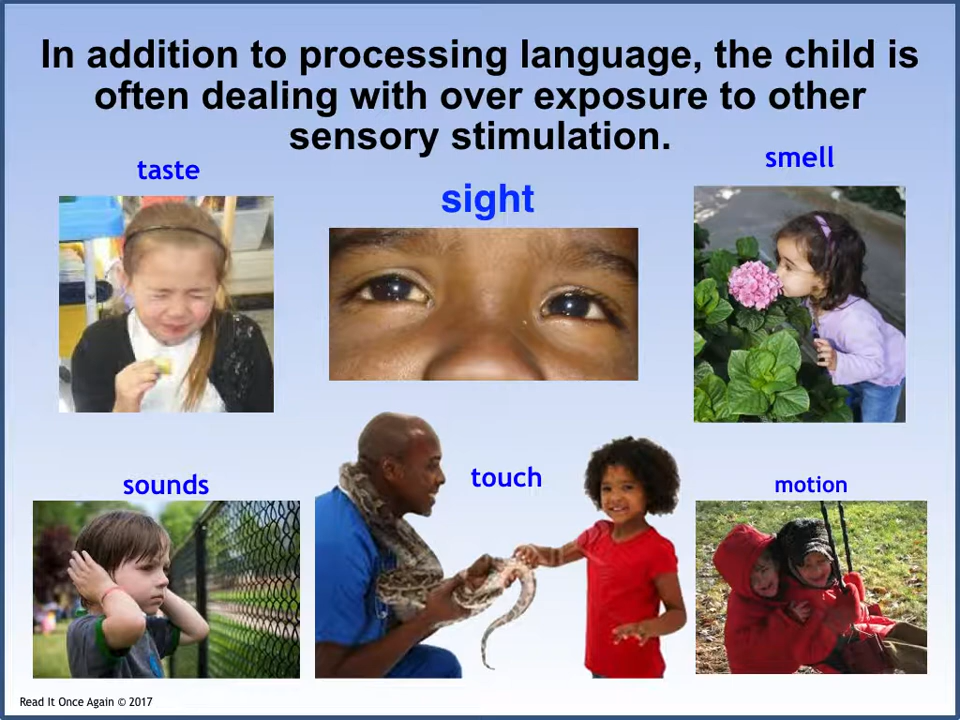 In addition to processing language, the child is
often dealing with over exposure to other
sensory stimulation.
taste
sight
smell
sounds
touch
motion
Read It Once Again © 2017